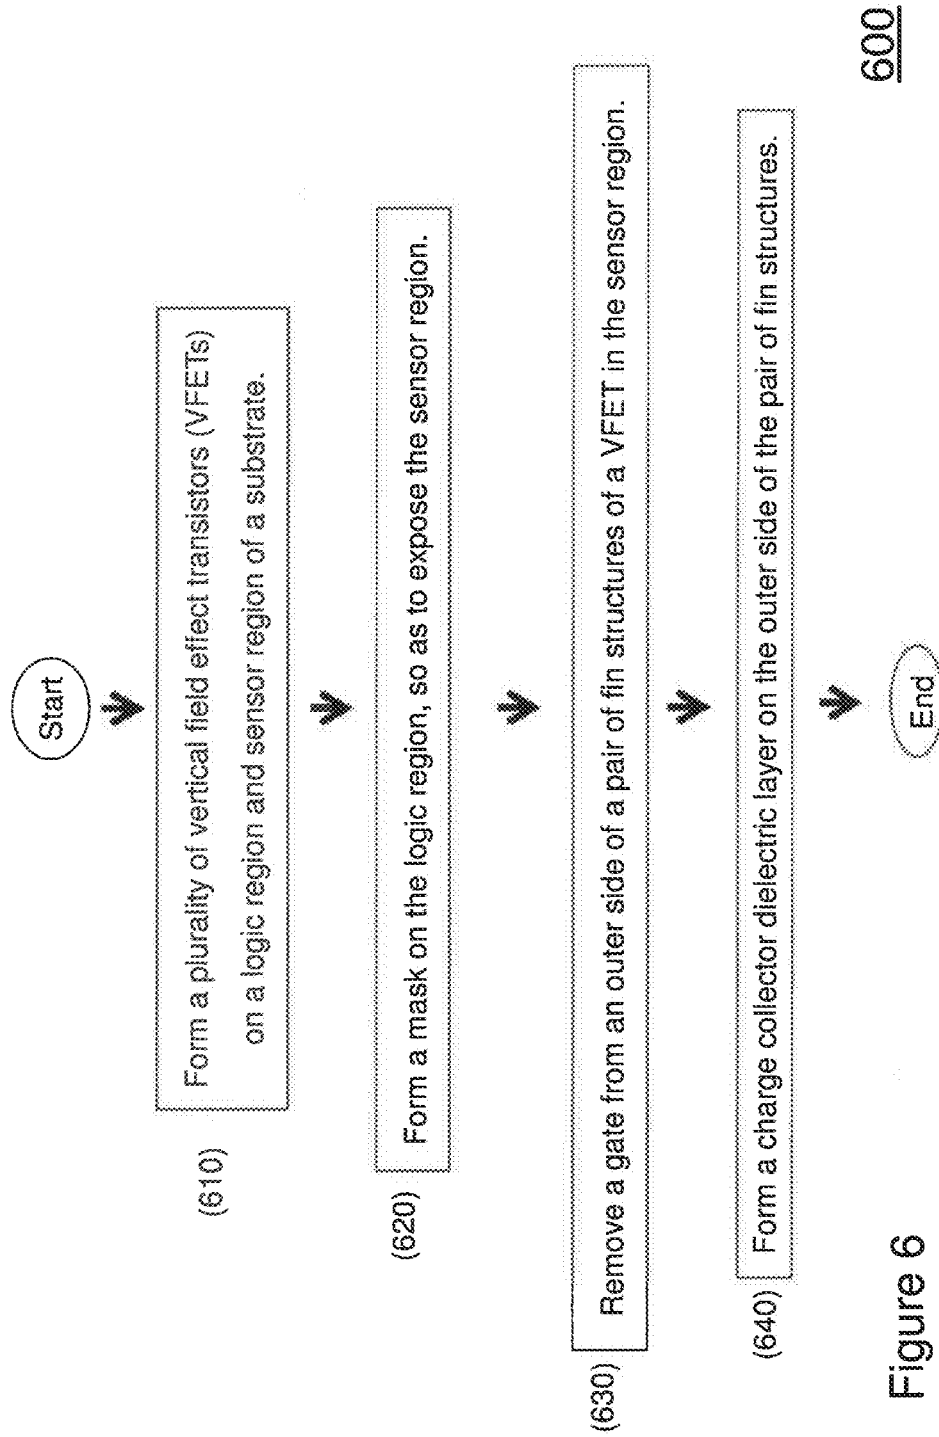 Start
(610)
Form a plurality of vertical field effect transistors (VFETs)
on a logic region and sensor region of a substrate.
(620)
Form a mask on the logic region, so as to expose the sensor region.
(630)
Remove a gate from an outer side of a pair of fin structures of a VFET in the sensor region.
(640)
Form a charge collector dielectric layer on the outer side of the pair of fin structures.
End
Figure 6
600